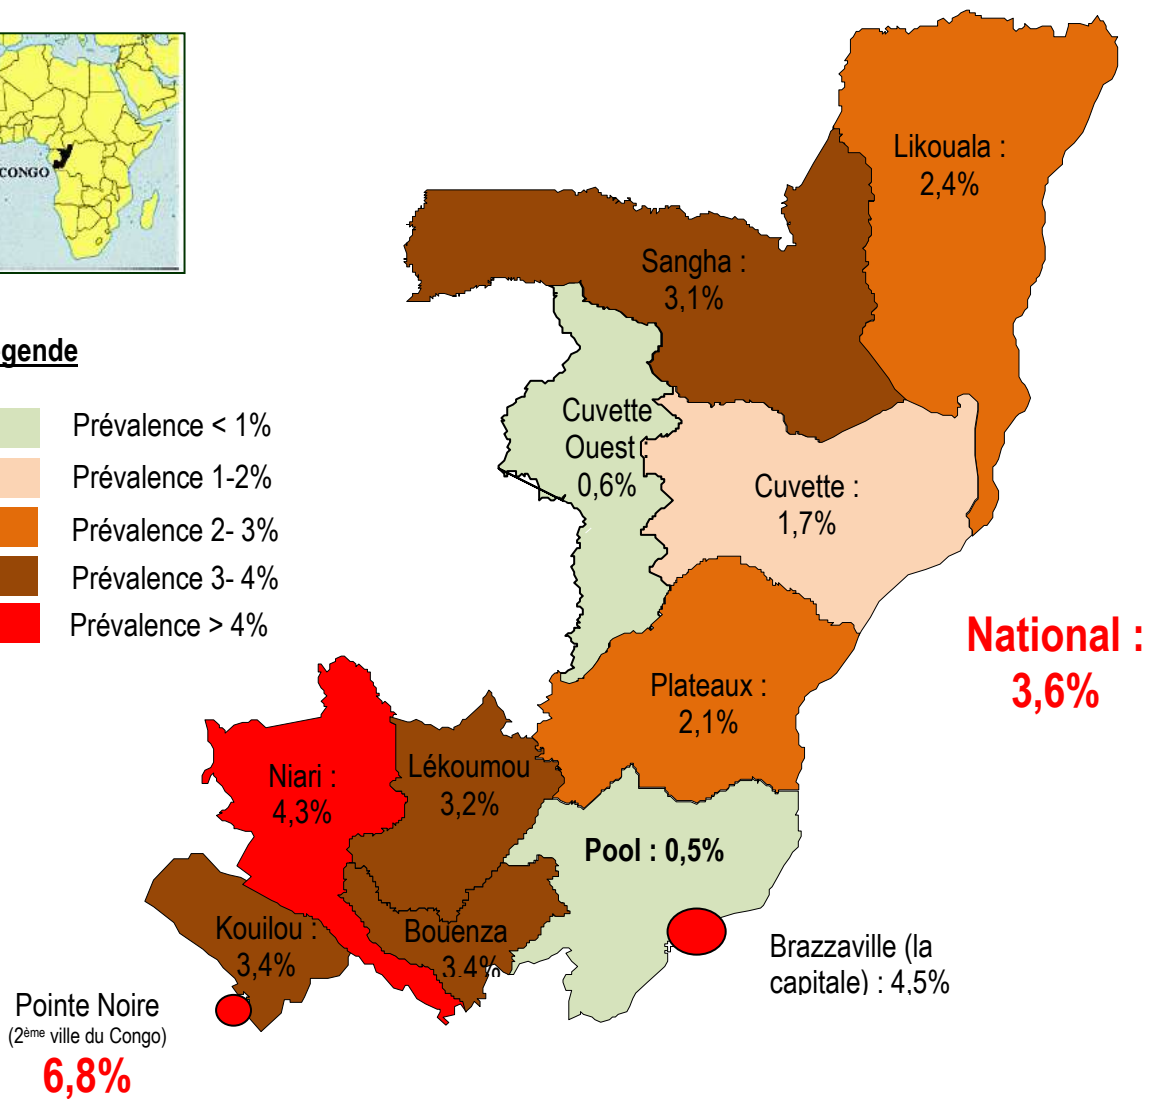 CONGO
gende
Prévalence < 1%
Prévalence 1-2%
Prévalence 2- 3%
Prévalence 3- 4%
Prévalence > 4%
Likouala :
2,4%
Sangha :
3,1%
Cuvette
Ouest :
0,6%
Cuvette :
1,7%
National :
3,6%
Plateaux :
2,1%
Niari :
4,3%
Lékoumou
3,2%
Pool : 0,5%
Kouilou :
3,4%
Bouenza
3,4%
Brazzaville (la
capitale) : 4,5%
Pointe Noire
(2ème ville du Congo)
6,8%